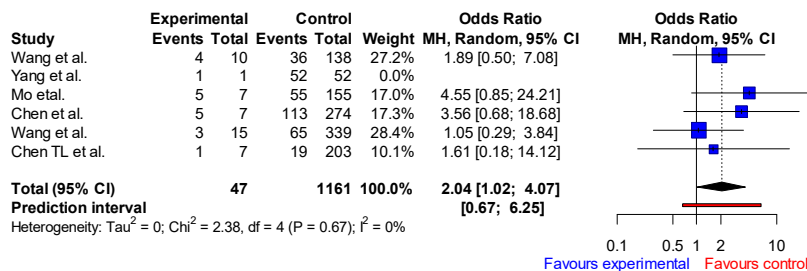 Experimental Control Odds Ratio Odds Ratio
Study Events Total Events Total Weight MH, Random, 95% CI MH, Random, 95% CI
Wang et al. 4 10 36 138 27.2% 1.89 [0.50; 7.08]
Yang et al. 1 1 52 52 0.0%
Mo etal. 5 7 55 155 17.0% 4.55 [0.85; 24.21]
Chen et al. 5 7 113 274 17.3% 3.56 [0.68; 18.68]
Wang et al. 3 15 65 339 28.4% 1.05 [0.29; 3.84]
Chen TL et al. 1 7 19 203 10.1% 1.61 [0.18; 14.12]
Total (95% CI) 47 1161 100.0% 2.04 [1.02; 4.07]
Prediction interval [0.67; 6.25]
Heterogeneity: Tau² = 0; Chi² = 2.38, df = 4 (P = 0.67); I² = 0%
0.1 0.5 1 2 10
Favours experimental Favours control